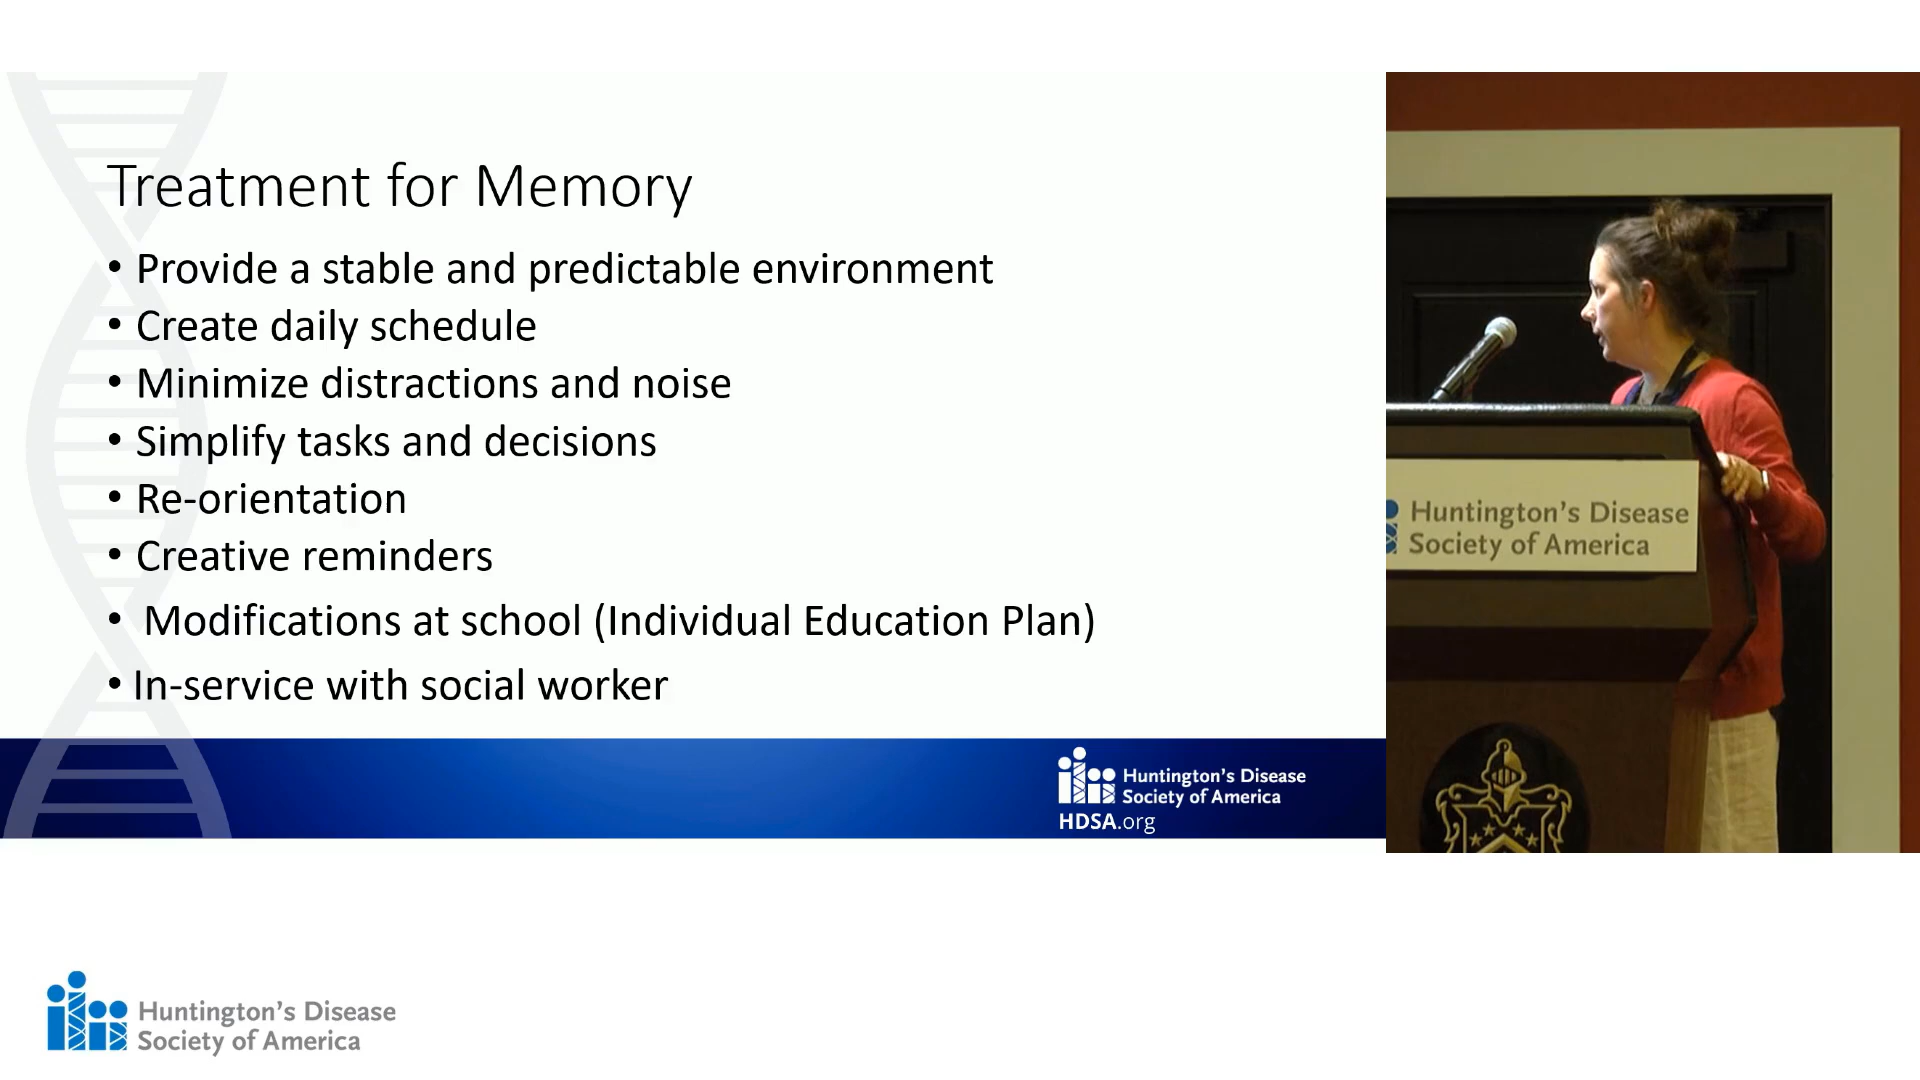 Treatment for Memory
• Provide a stable and predictable environment
• Create daily schedule
• Minimize distractions and noise
• Simplify tasks and decisions
• Re-orientation
• Creative reminders
• Modifications at school (Individual Education Plan)
• In-service with social worker
Huntington's Disease
Society of America
HDSA.org
Huntington's Disease
Society of America
Huntington's Disease
Society of America